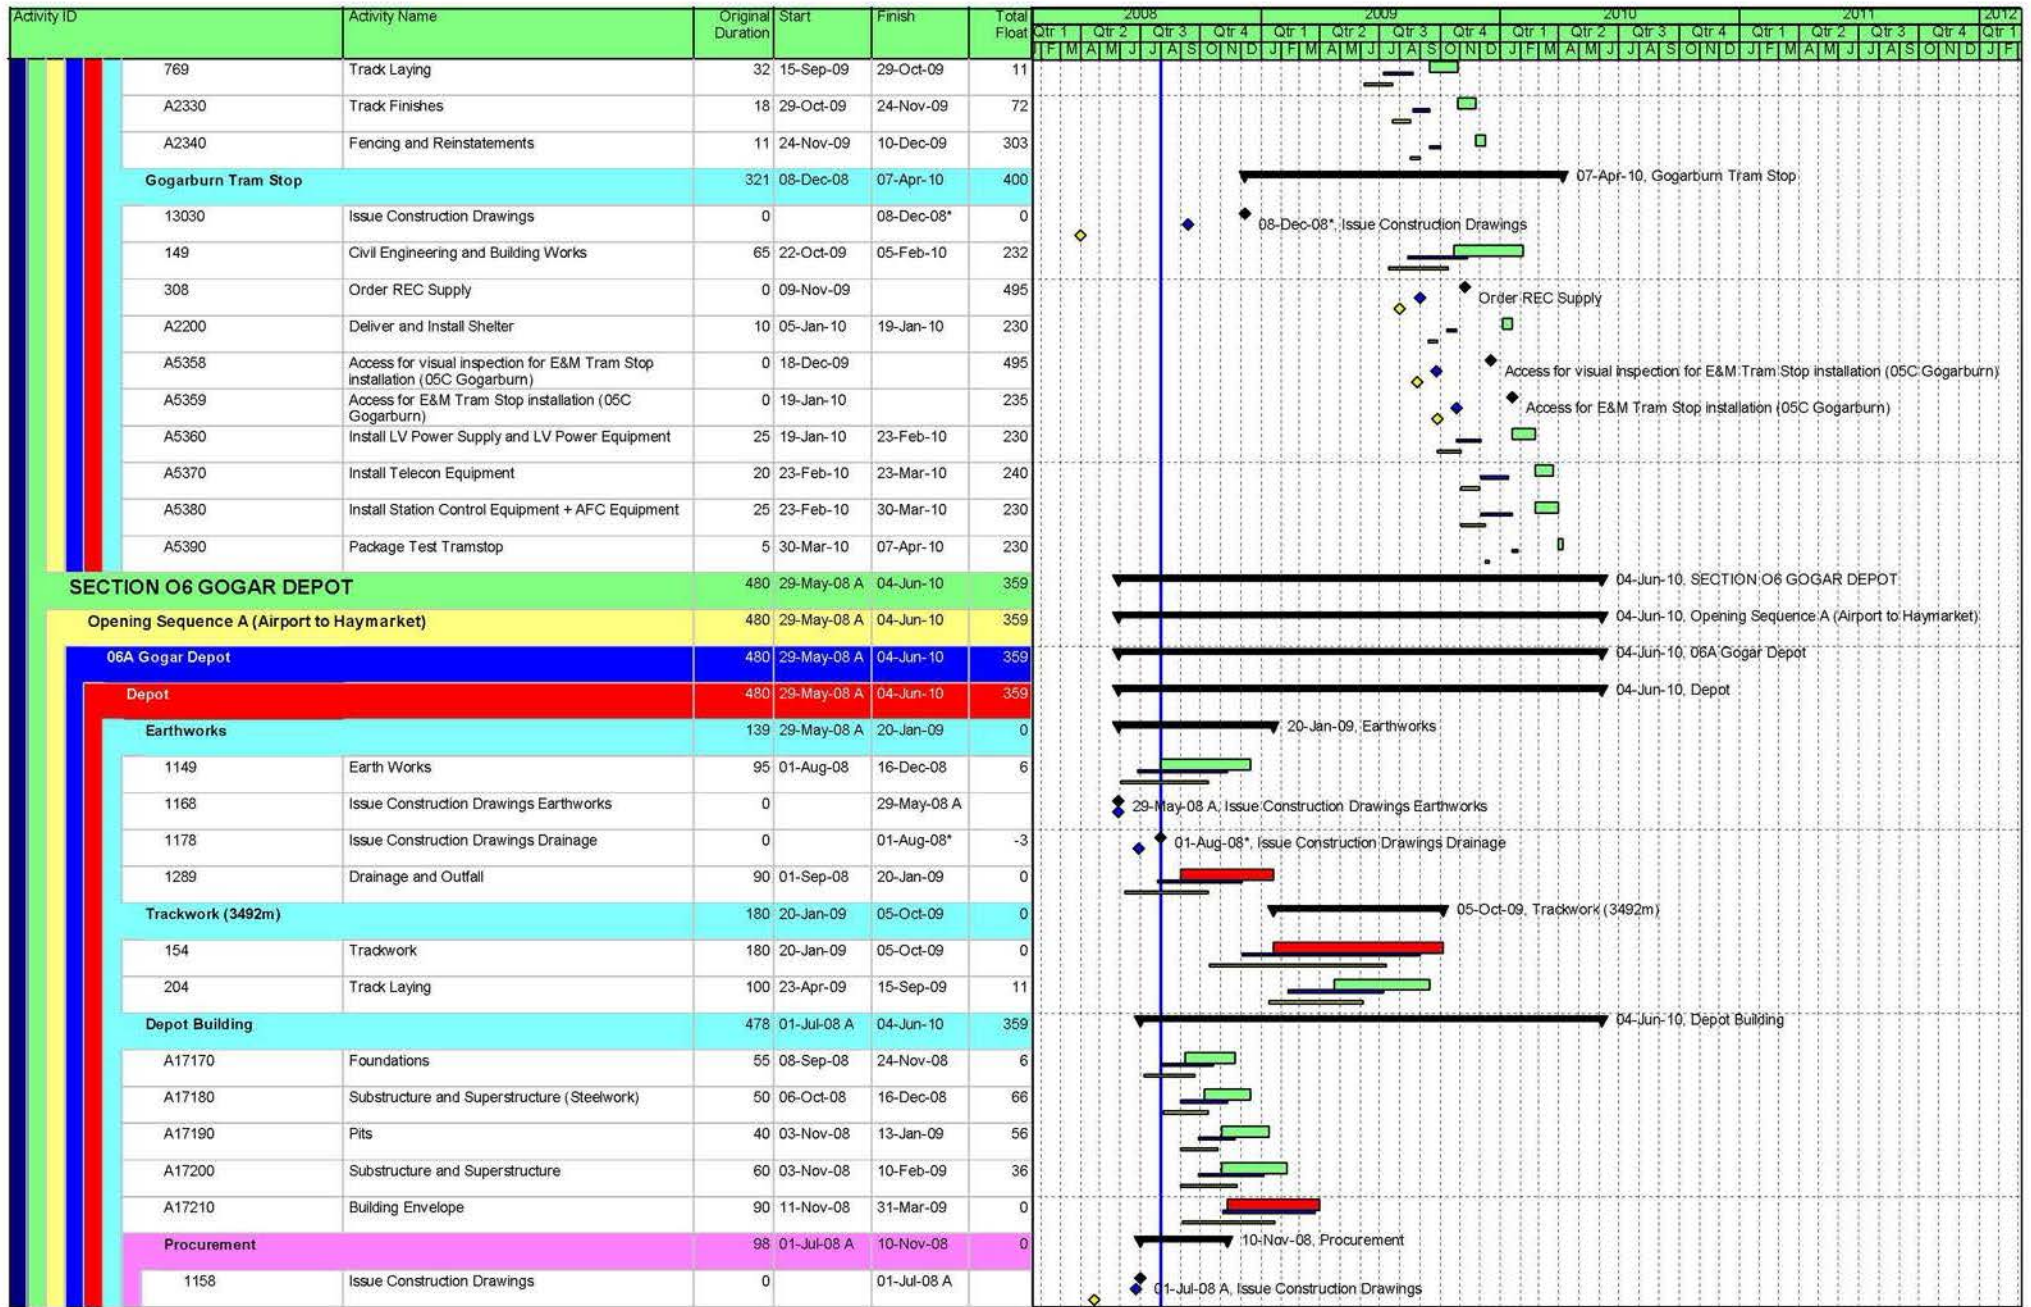 Activity ID Activity Name Original Duration Start Finish Total Float
2008 2009 2010 2011 2012
Qtr 1 Qtr 2 Qtr 3 Qtr 4 Qtr 1 Qtr 2 Qtr 3 Qtr 4 Qtr 1 Qtr 2 Qtr 3 Qtr 4 Qtr 1 Qtr 2 Qtr 3 Qtr 4 Qtr 1
J F M A M J J A S O N D J F M A M J J A S O N D J F M A M J J A S O N D J F M A M J J A S O N D J F
769 Track Laying 32 15-Sep-09 29-Oct-09 11
A2330 Track Finishes 18 29-Oct-09 24-Nov-09 72
A2340 Fencing and Reinstatements 11 24-Nov-09 10-Dec-09 303
Gogarburn Tram Stop 321 08-Dec-08 07-Apr-10 400 07-Apr-10, Gogarburn Tram Stop
13030 Issue Construction Drawings 0 08-Dec-08* 0 08-Dec-08*, Issue Construction Drawings
149 Civil Engineering and Building Works 65 22-Oct-09 05-Feb-10 232
308 Order REC Supply 0 09-Nov-09 495 Order REC Supply
A2200 Deliver and Install Shelter 10 05-Jan-10 19-Jan-10 230
A5358 Access for visual inspection for E&M Tram Stop installation (05C Gogarburn) 0 18-Dec-09 495 Access for visual inspection for E&M Tram Stop installation (05C Gogarburn)
A5359 Access for E&M Tram Stop installation (05C Gogarburn) 0 19-Jan-10 235 Access for E&M Tram Stop installation (05C Gogarburn)
A5360 Install LV Power Supply and LV Power Equipment 25 19-Jan-10 23-Feb-10 230
A5370 Install Telecon Equipment 20 23-Feb-10 23-Mar-10 240
A5380 Install Station Control Equipment + AFC Equipment 25 23-Feb-10 30-Mar-10 230
A5390 Package Test Tramstop 5 30-Mar-10 07-Apr-10 230
SECTION O6 GOGAR DEPOT 480 29-May-08 A 04-Jun-10 359 04-Jun-10, SECTION O6 GOGAR DEPOT
Opening Sequence A (Airport to Haymarket) 480 29-May-08 A 04-Jun-10 359 04-Jun-10, Opening Sequence A (Airport to Haymarket)
06A Gogar Depot 480 29-May-08 A 04-Jun-10 359 04-Jun-10, 06A Gogar Depot
Depot 480 29-May-08 A 04-Jun-10 359 04-Jun-10, Depot
Earthworks 139 29-May-08 A 20-Jan-09 0 20-Jan-09, Earthworks
1149 Earth Works 95 01-Aug-08 16-Dec-08 6
1168 Issue Construction Drawings Earthworks 0 29-May-08 A 29-May-08 A, Issue Construction Drawings Earthworks
1178 Issue Construction Drawings Drainage 0 01-Aug-08* -3 01-Aug-08*, Issue Construction Drawings Drainage
1289 Drainage and Outfall 90 01-Sep-08 20-Jan-09 0
Trackwork (3492m) 180 20-Jan-09 05-Oct-09 0 05-Oct-09, Trackwork (3492m)
154 Trackwork 180 20-Jan-09 05-Oct-09 0
204 Track Laying 100 23-Apr-09 15-Sep-09 11
Depot Building 478 01-Jul-08 A 04-Jun-10 359 04-Jun-10, Depot Building
A17170 Foundations 55 08-Sep-08 24-Nov-08 6
A17180 Substructure and Superstructure (Steelwork) 50 06-Oct-08 16-Dec-08 66
A17190 Pits 40 03-Nov-08 13-Jan-09 56
A17200 Substructure and Superstructure 60 03-Nov-08 10-Feb-09 36
A17210 Building Envelope 90 11-Nov-08 31-Mar-09 0
Procurement 98 01-Jul-08 A 10-Nov-08 0 10-Nov-08, Procurement
1158 Issue Construction Drawings 0 01-Jul-08 A 01-Jul-08 A, Issue Construction Drawings